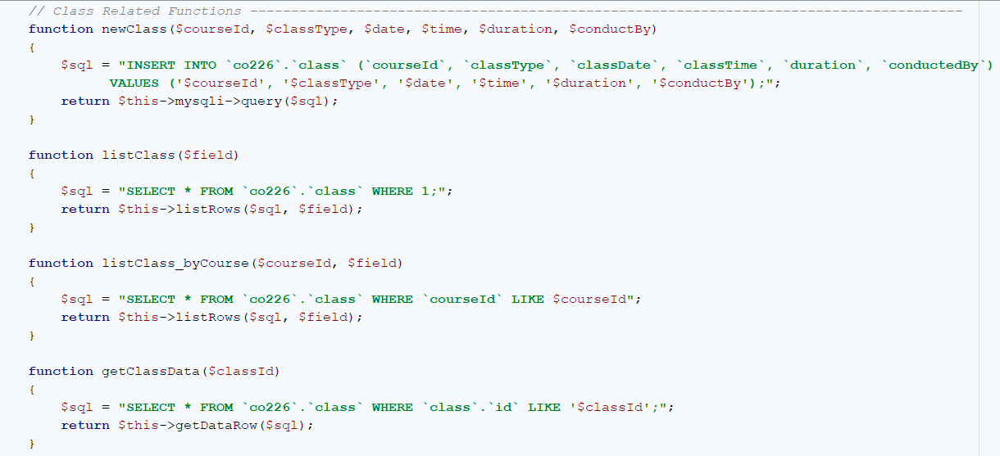 // Class Related Functions ---------------------------------------------------------------------------------------
function newClass($courseId, $classType, $date, $time, $duration, $conductBy)
{
    $sql = "INSERT INTO `co226`.`class` (`courseId`, `classType`, `classDate`, `classTime`, `duration`, `conductedBy`)
          VALUES ('$courseId', '$classType', '$date', '$time', '$duration', '$conductBy');";
    return $this->mysqli->query($sql);
}

function listClass($field)
{
    $sql = "SELECT * FROM `co226`.`class` WHERE 1;";
    return $this->listRows($sql, $field);
}

function listClass_byCourse($courseId, $field)
{
    $sql = "SELECT * FROM `co226`.`class` WHERE `courseId` LIKE $courseId";
    return $this->listRows($sql, $field);
}

function getClassData($classId)
{
    $sql = "SELECT * FROM `co226`.`class` WHERE `class`.`id` LIKE '$classId';";
    return $this->getDataRow($sql);
}